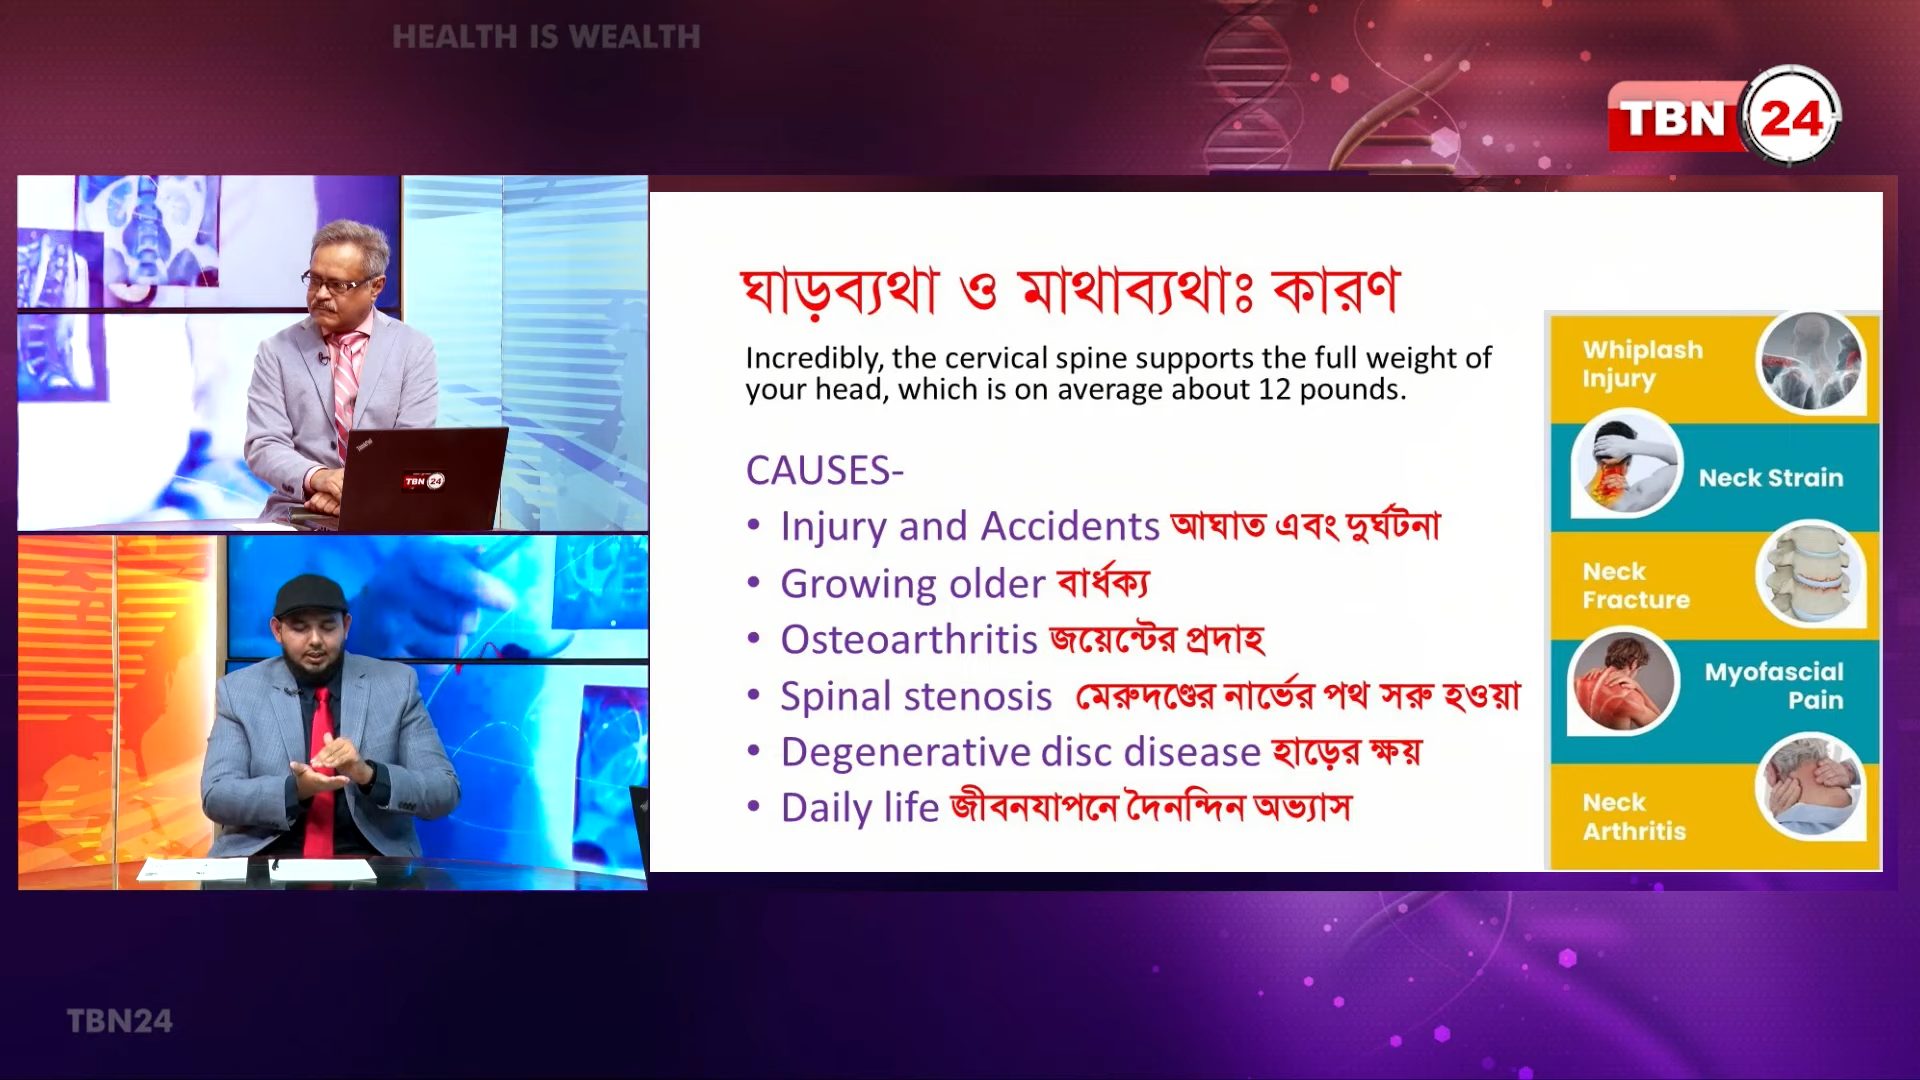 HEALTH IS WEALTH
TBN 24
ঘাড়ব্যথা ও মাথাব্যথাঃ কারণ
Incredibly, the cervical spine supports the full weight of
your head, which is on average about 12 pounds.
CAUSES-
• Injury and Accidents আঘাত এবং দুর্ঘটনা
• Growing older বার্ধক্য
• Osteoarthritis জয়েন্টের প্রদাহ
• Spinal stenosis মেরুদণ্ডের নার্ভের পথ সরু হওয়া
• Degenerative disc disease হাড়ের ক্ষয়
• Daily life জীবনযাপনে দৈনন্দিন অভ্যাস
Whiplash
Injury
Neck Strain
Neck
Fracture
Myofascial
Pain
Neck
Arthritis
ThinkPad
TBN 24
TBN24